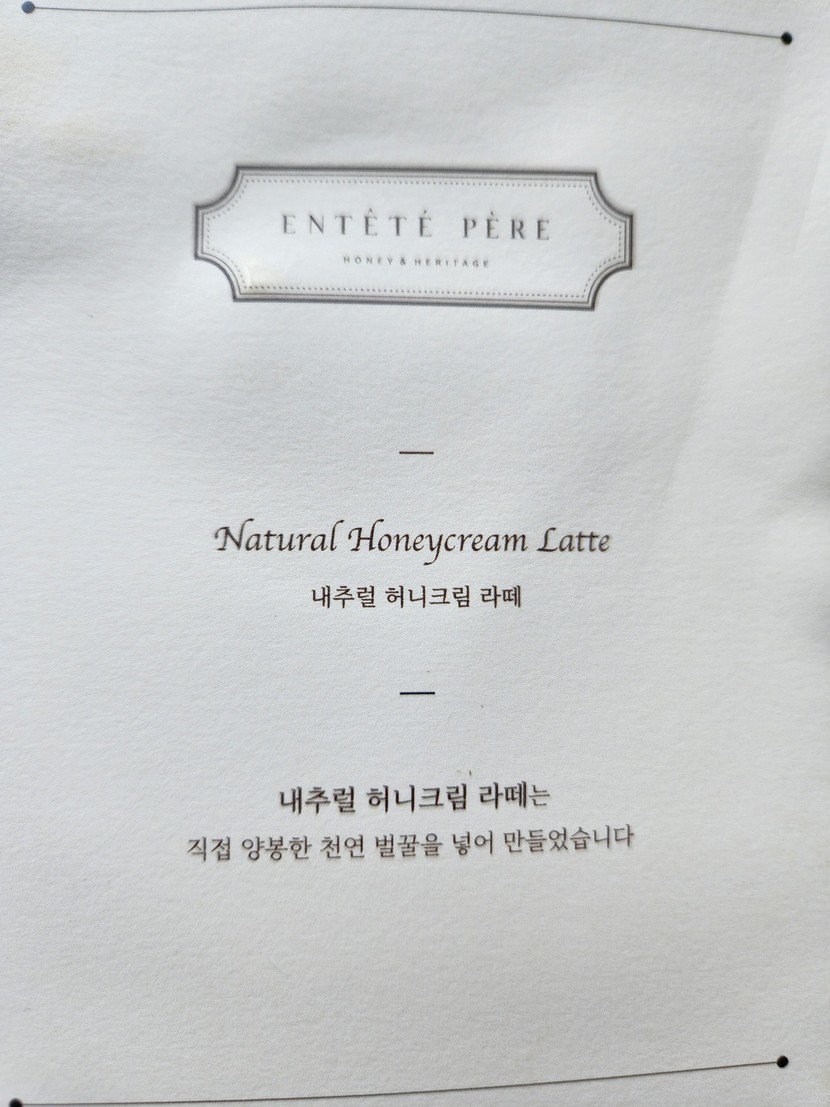 ENTÊTÉ PÈRE
HONEY & HERITAGE
Natural Honeycream Latte
내추럴 허니크림 라떼
내추럴 허니크림 라떼는
직접 양봉한 천연 벌꿀을 넣어 만들었습니다